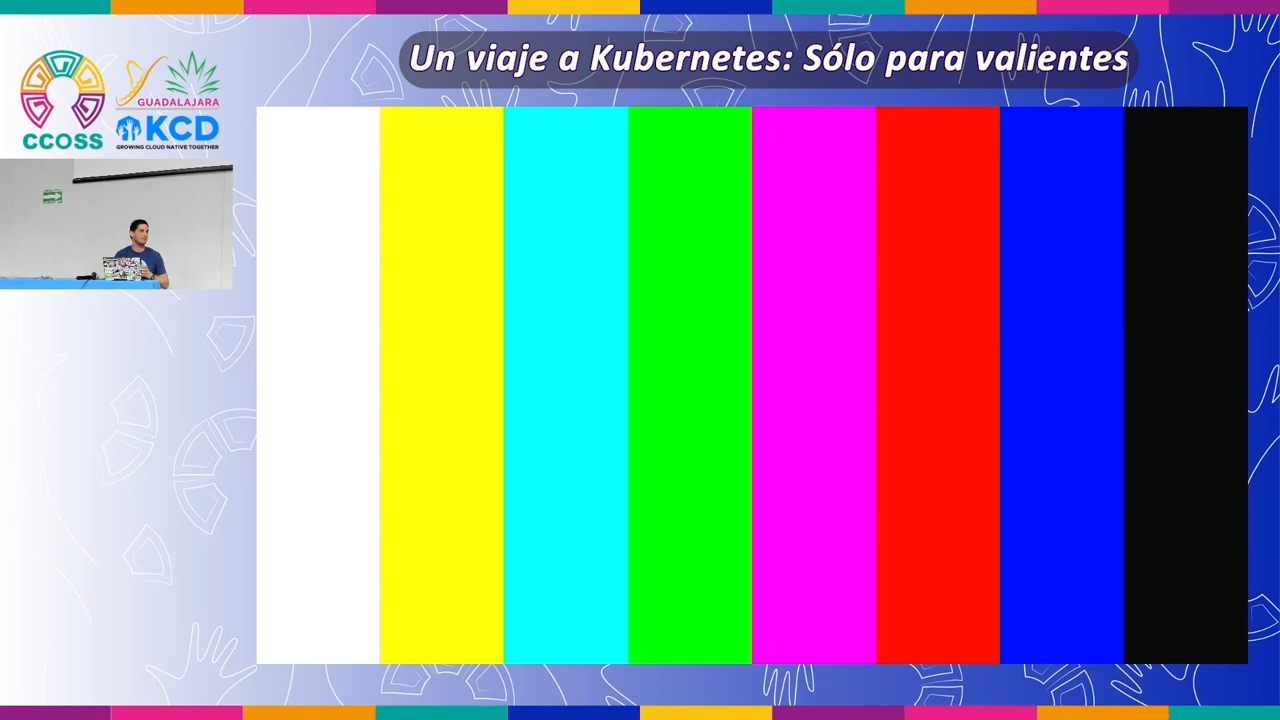 Un viaje a Kubernetes: Sólo para valientes
GUADALAJARA
CCOSS
KCD
GROWING CLOUD NATIVE TOGETHER